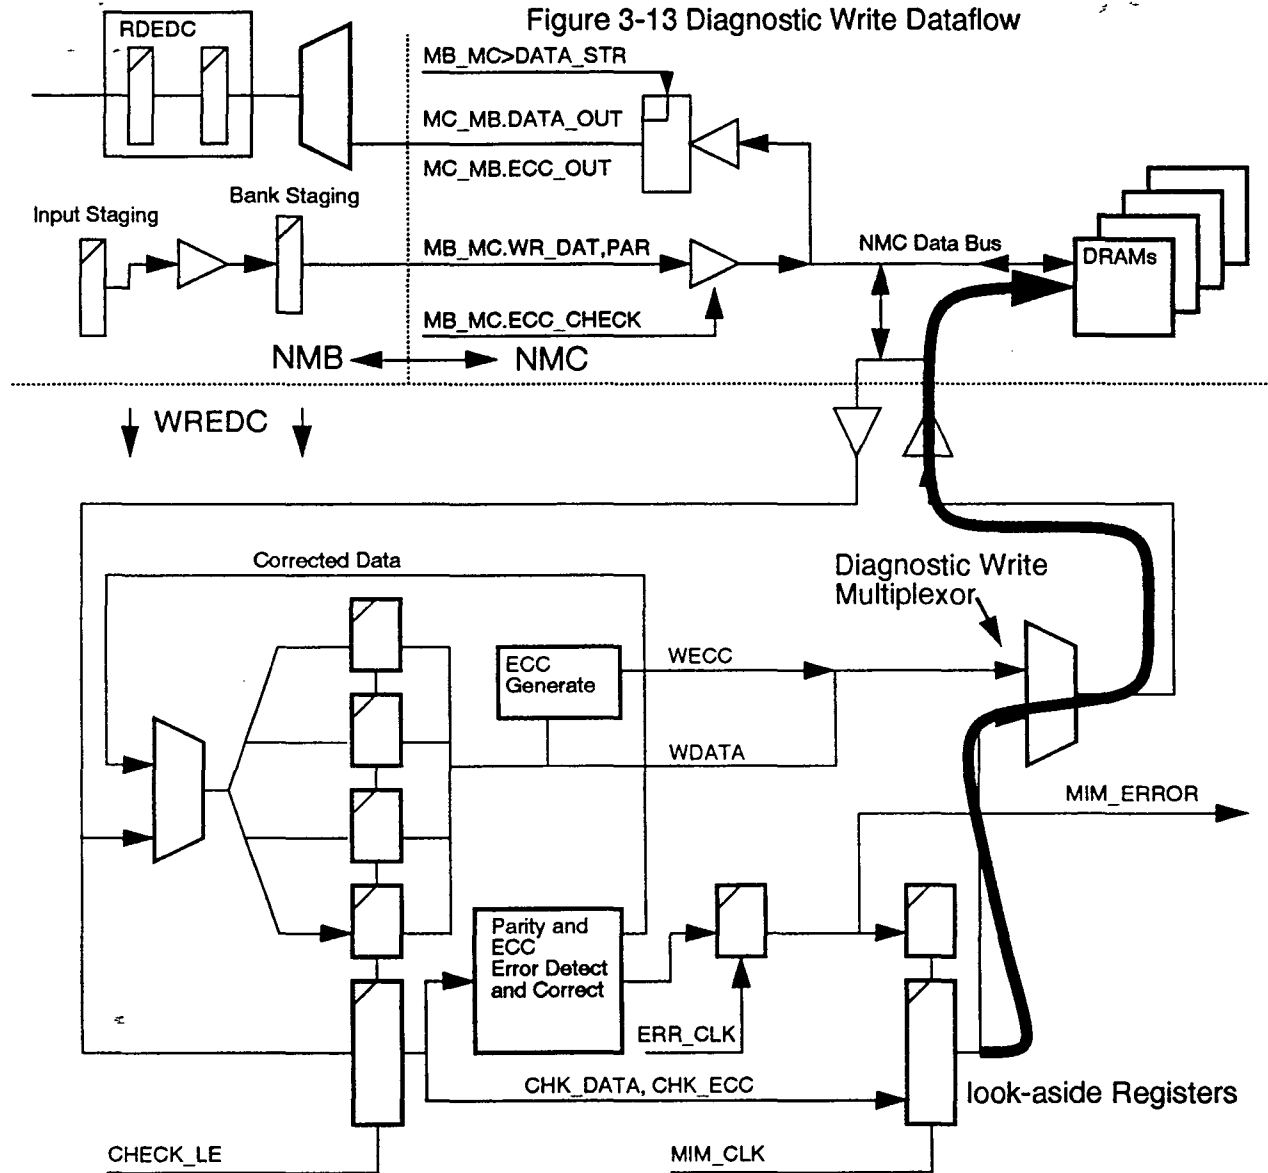 Figure 3-13 Diagnostic Write Dataflow
RDEDC
MB_MC>DATA_STR
MC_MB.DATA_OUT
MC_MB.ECC_OUT
Bank Staging
Input Staging
MB_MC.WR_DAT,PAR
NMC Data Bus
DRAMs
MB_MC.ECC_CHECK
NMB
NMC
WREDC
Corrected Data
Diagnostic Write
Multiplexor
ECC
Generate
WECC
WDATA
MIM_ERROR
Parity and
ECC
Error Detect
and Correct
ERR_CLK
CHK_DATA, CHK_ECC
look-aside Registers
CHECK_LE
MIM_CLK